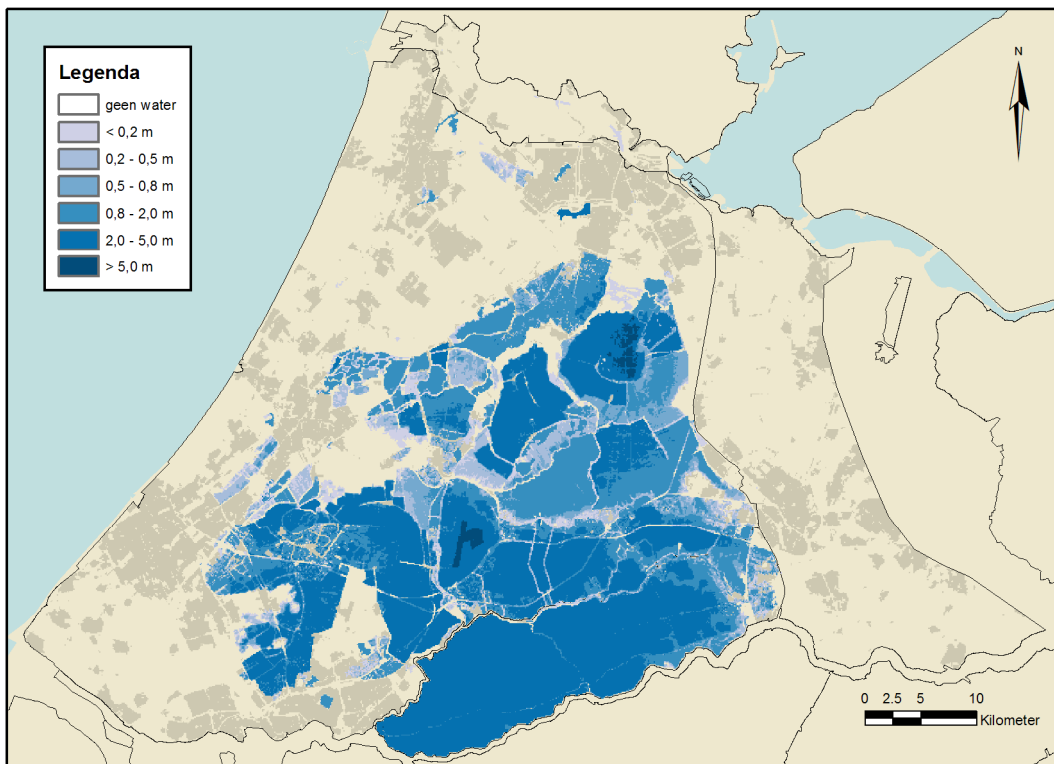 Legenda
geen water
< 0,2 m
0,2 - 0,5 m
0,5 - 0,8 m
0,8 - 2,0 m
2,0 - 5,0 m
> 5,0 m
N
0 2.5 5 10
Kilometer